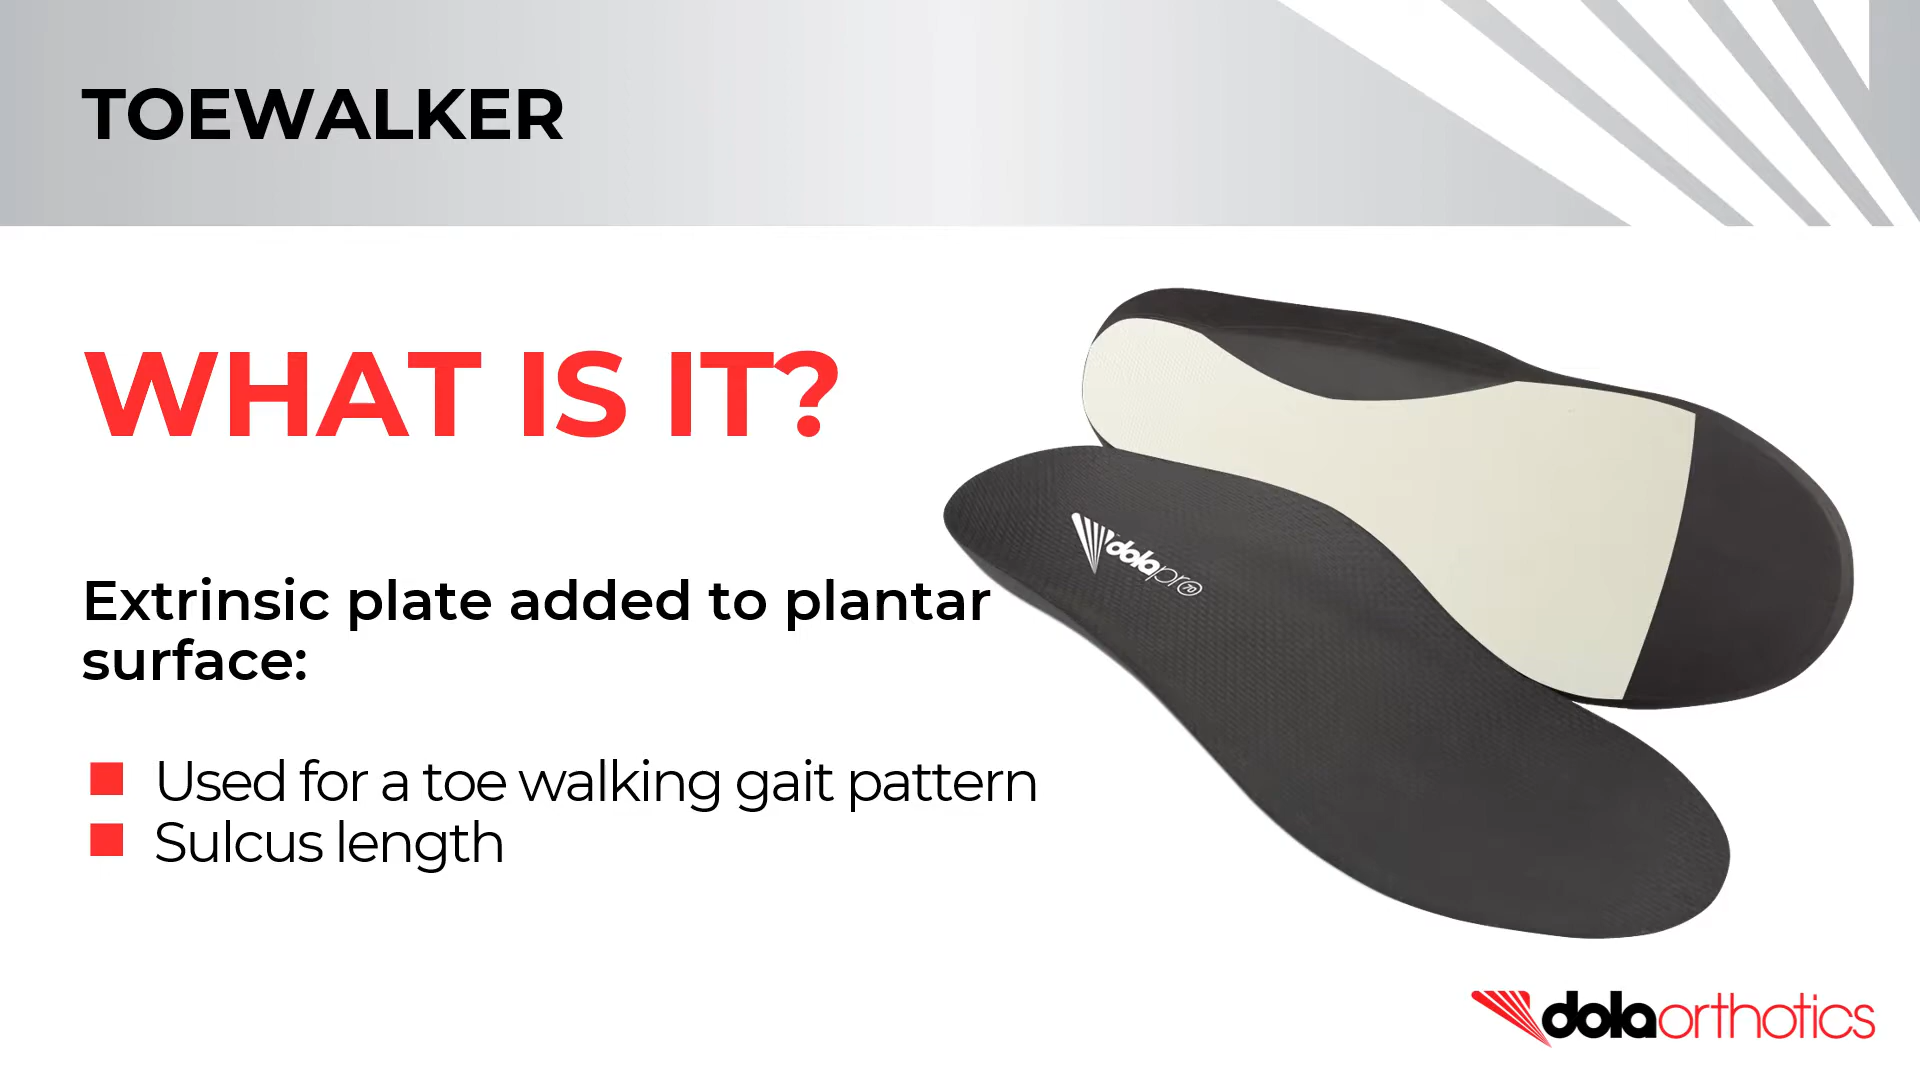 TOEWALKER
WHAT IS IT?
Extrinsic plate added to plantar
surface:
Used for a toe walking gait pattern
Sulcus length
dolapro 70
dolaorthotics